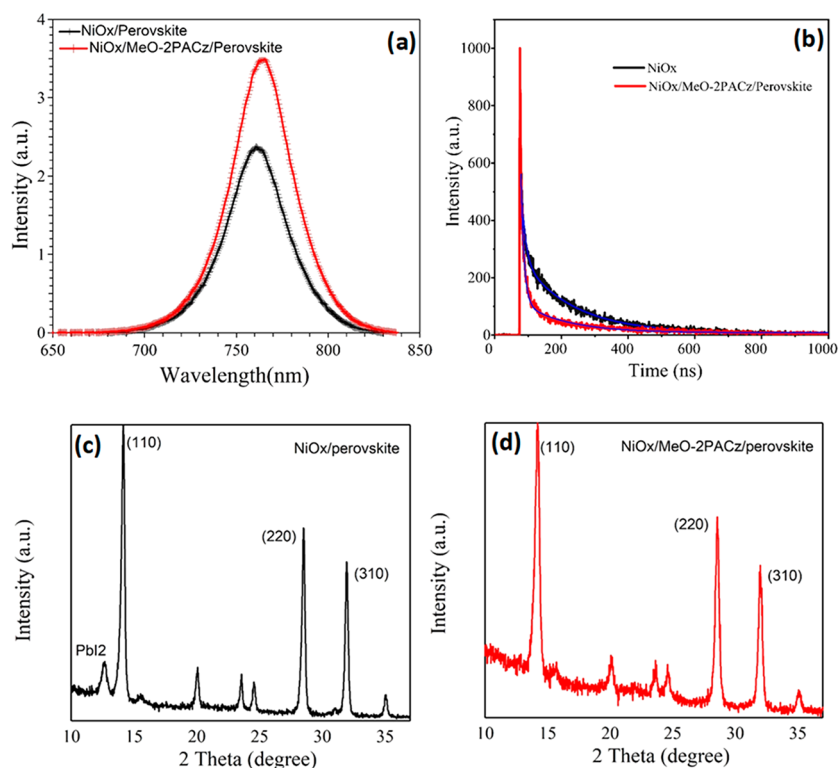 (a)
NiOx/Perovskite
NiOx/MeO-2PACz/Perovskite
Intensity (a.u.)
4
3
2
1
0
650 700 750 800 850
Wavelength(nm)
(b)
NiOx
NiOx/MeO-2PACz/Perovskite
Intensity (a.u.)
1000
800
600
400
200
0
0 200 400 600 800 1000
Time (ns)
(c)
(110)
NiOx/perovskite
(220)
(310)
PbI2
Intensity (a.u.)
10 15 20 25 30 35
2 Theta (degree)
(d)
(110)
NiOx/MeO-2PACz/perovskite
(220)
(310)
Intensity (a.u.)
10 15 20 25 30 35
2 Theta (degree)